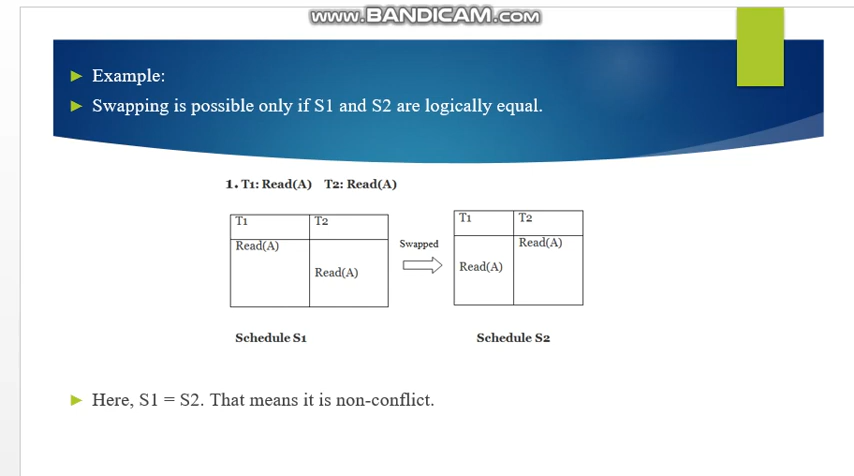 www.BANDICAM.com
Example:
Swapping is possible only if S1 and S2 are logically equal.
1. T1: Read(A) T2: Read(A)
T1 T2
Read(A)
Read(A)
Swapped
T1 T2
Read(A)
Read(A)
Schedule S1
Schedule S2
Here, S1 = S2. That means it is non-conflict.